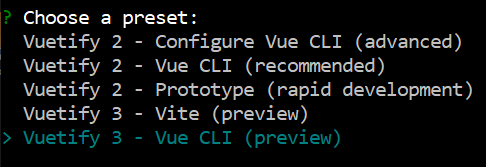 ? Choose a preset:
Vuetify 2 - Configure Vue CLI (advanced)
Vuetify 2 - Vue CLI (recommended)
Vuetify 2 - Prototype (rapid development)
Vuetify 3 - Vite (preview)
> Vuetify 3 - Vue CLI (preview)